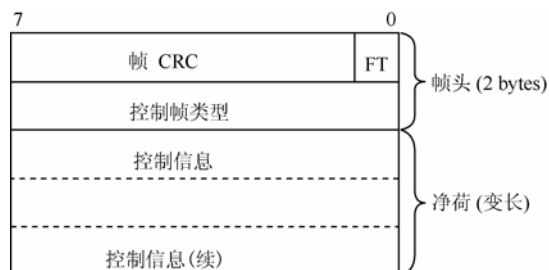 7 0
帧 CRC FT
帧头 (2 bytes)
控制帧类型
控制信息
净荷 (变长)
控制信息(续)